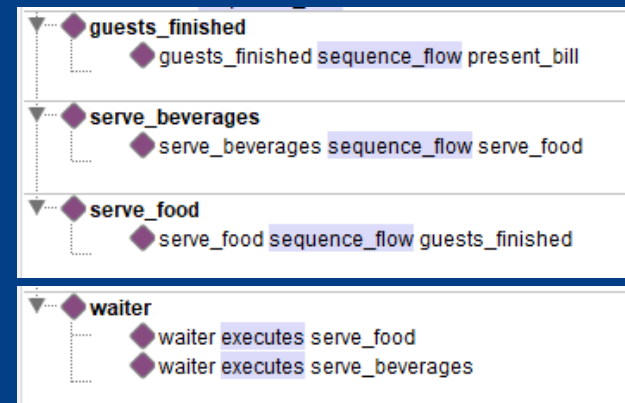 guests_finished
guests_finished sequence_flow present_bill
serve_beverages
serve_beverages sequence_flow serve_food
serve_food
serve_food sequence_flow guests_finished
waiter
waiter executes serve_food
waiter executes serve_beverages